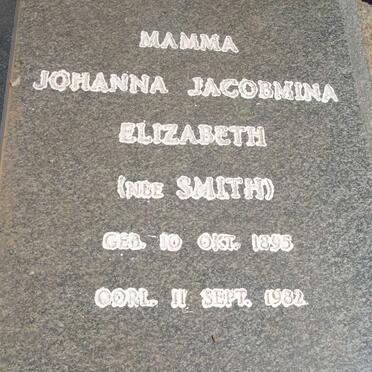 MAMMA
JOHANNA JACOBMINA
ELIZABETH
(NEE SMITH)
GEB. 10 OKT. 1895
OORL. 11 SEPT. 1982